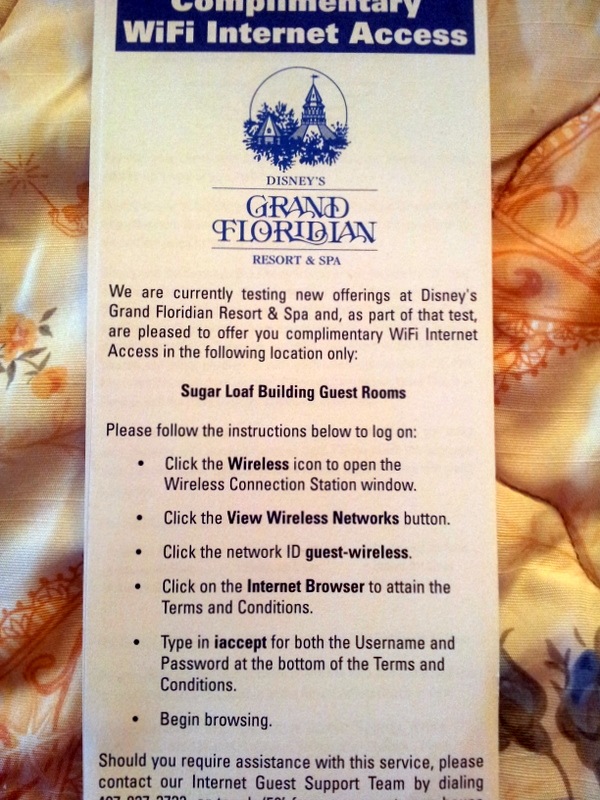 Complimentary
WiFi Internet Access
DISNEY'S
GRAND
FLORIDIAN
RESORT & SPA
We are currently testing new offerings at Disney's
Grand Floridian Resort & Spa and, as part of that test,
are pleased to offer you complimentary WiFi Internet
Access in the following location only:
Sugar Loaf Building Guest Rooms
Please follow the instructions below to log on:
• Click the Wireless icon to open the
Wireless Connection Station window.
• Click the View Wireless Networks button.
• Click the network ID guest-wireless.
• Click on the Internet Browser to attain the
Terms and Conditions.
• Type in iaccept for both the Username and
Password at the bottom of the Terms and
Conditions.
• Begin browsing.
Should you require assistance with this service, please
contact our Internet Guest Support Team by dialing